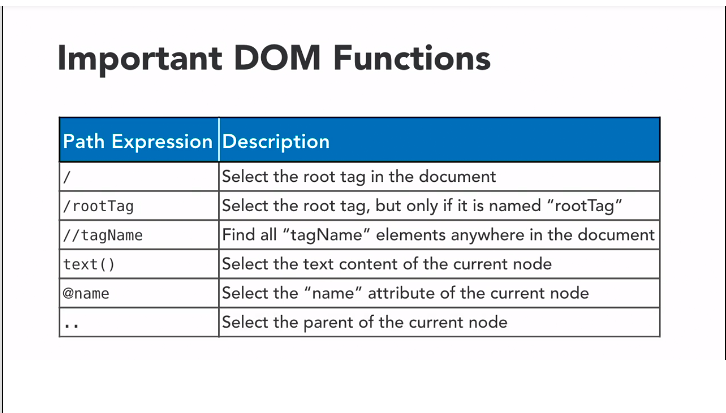 Important DOM Functions
Path Expression Description
/ Select the root tag in the document
/rootTag Select the root tag, but only if it is named “rootTag”
//tagName Find all “tagName” elements anywhere in the document
text() Select the text content of the current node
@name Select the “name” attribute of the current node
.. Select the parent of the current node